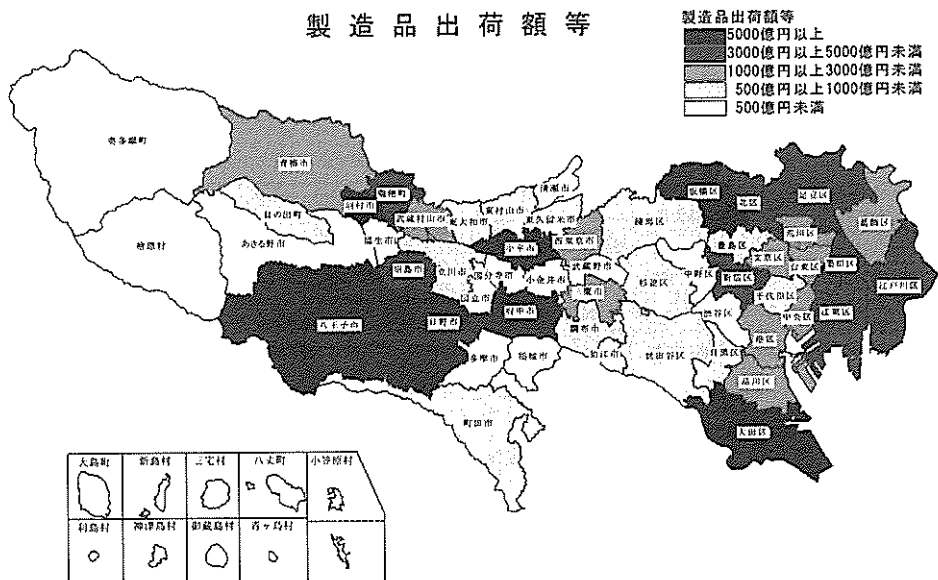 製造品出荷額等
製造品出荷額等
5000億円以上
3000億円以上5000億円未満
1000億円以上3000億円未満
500億円以上1000億円未満
500億円未満
奥多摩町
青梅市
瑞穂町
羽村市
武蔵村山市
東大和市
東村山市
清瀬市
東久留米市
日の出町
檜原村
あきる野市
福生市
昭島市
立川市
小平市
西東京市
国分寺市
小金井市
武蔵野市
三鷹市
国立市
府中市
調布市
狛江市
八王子市
日野市
多摩市
稲城市
町田市
練馬区
板橋区
北区
足立区
葛飾区
荒川区
豊島区
文京区
台東区
墨田区
江戸川区
杉並区
中野区
新宿区
千代田区
渋谷区
中央区
江東区
港区
世田谷区
目黒区
品川区
大田区
大島町
新島村
三宅村
八丈町
小笠原村
利島村
神津島村
御蔵島村
青ヶ島村